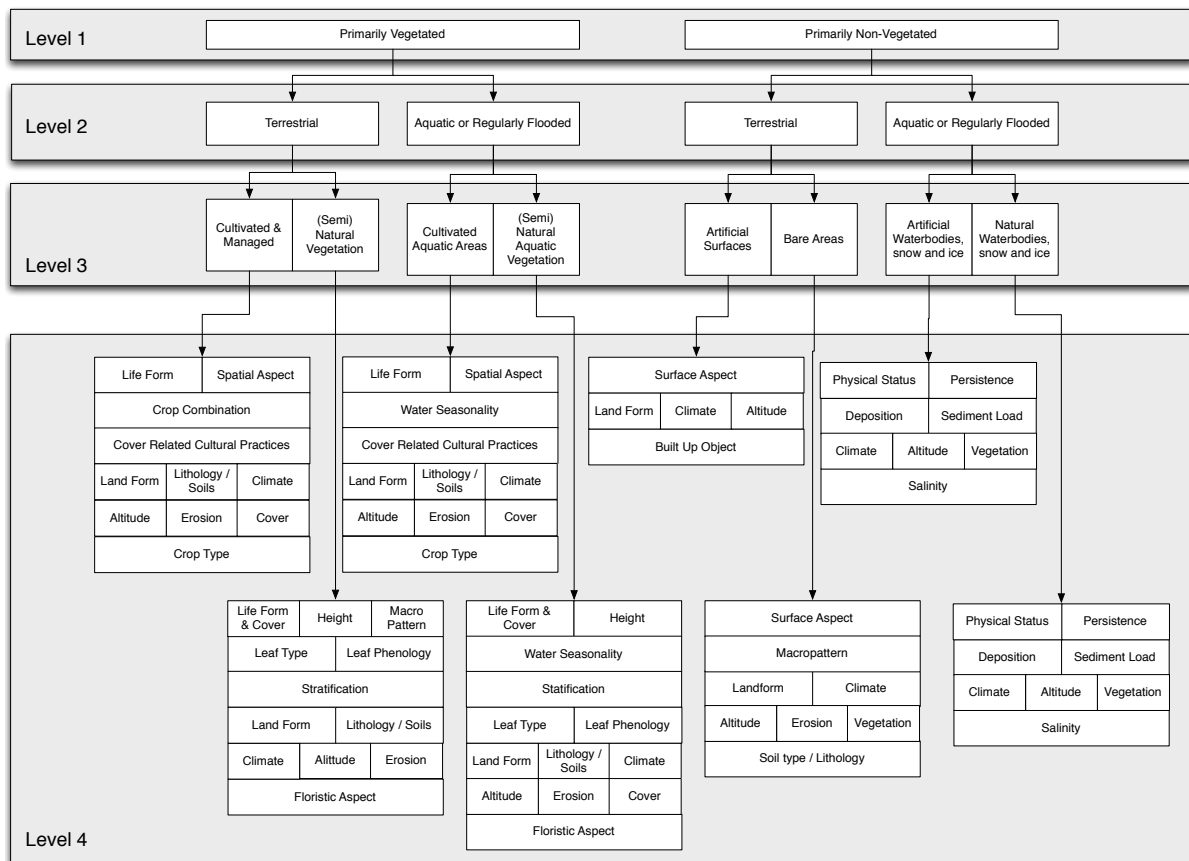 Level 1
Primarily Vegetated
Primarily Non-Vegetated
Level 2
Terrestrial
Aquatic or Regularly Flooded
Terrestrial
Aquatic or Regularly Flooded
Level 3
Cultivated &
Managed
(Semi)
Natural
Vegetation
Cultivated
Aquatic Areas
(Semi)
Natural
Aquatic
Vegetation
Artificial
Surfaces
Bare Areas
Artificial
Waterbodies,
snow and ice
Natural
Waterbodies,
snow and ice
Level 4
Life Form
Spatial Aspect
Crop Combination
Cover Related Cultural Practices
Land Form
Lithology /
Soils
Climate
Altitude
Erosion
Cover
Crop Type
Life Form
Spatial Aspect
Water Seasonality
Cover Related Cultural Practices
Land Form
Lithology /
Soils
Climate
Altitude
Erosion
Cover
Crop Type
Surface Aspect
Land Form
Climate
Altitude
Built Up Object
Physical Status
Persistence
Deposition
Sediment Load
Climate
Altitude
Vegetation
Salinity
Life Form
& Cover
Height
Macro
Pattern
Leaf Type
Leaf Phenology
Stratification
Land Form
Lithology / Soils
Climate
Alittude
Erosion
Floristic Aspect
Life Form &
Cover
Height
Water Seasonality
Statification
Leaf Type
Leaf Phenology
Land Form
Lithology /
Soils
Climate
Altitude
Erosion
Cover
Floristic Aspect
Surface Aspect
Macropattern
Landform
Climate
Altitude
Erosion
Vegetation
Soil type / Lithology
Physical Status
Persistence
Deposition
Sediment Load
Climate
Altitude
Vegetation
Salinity